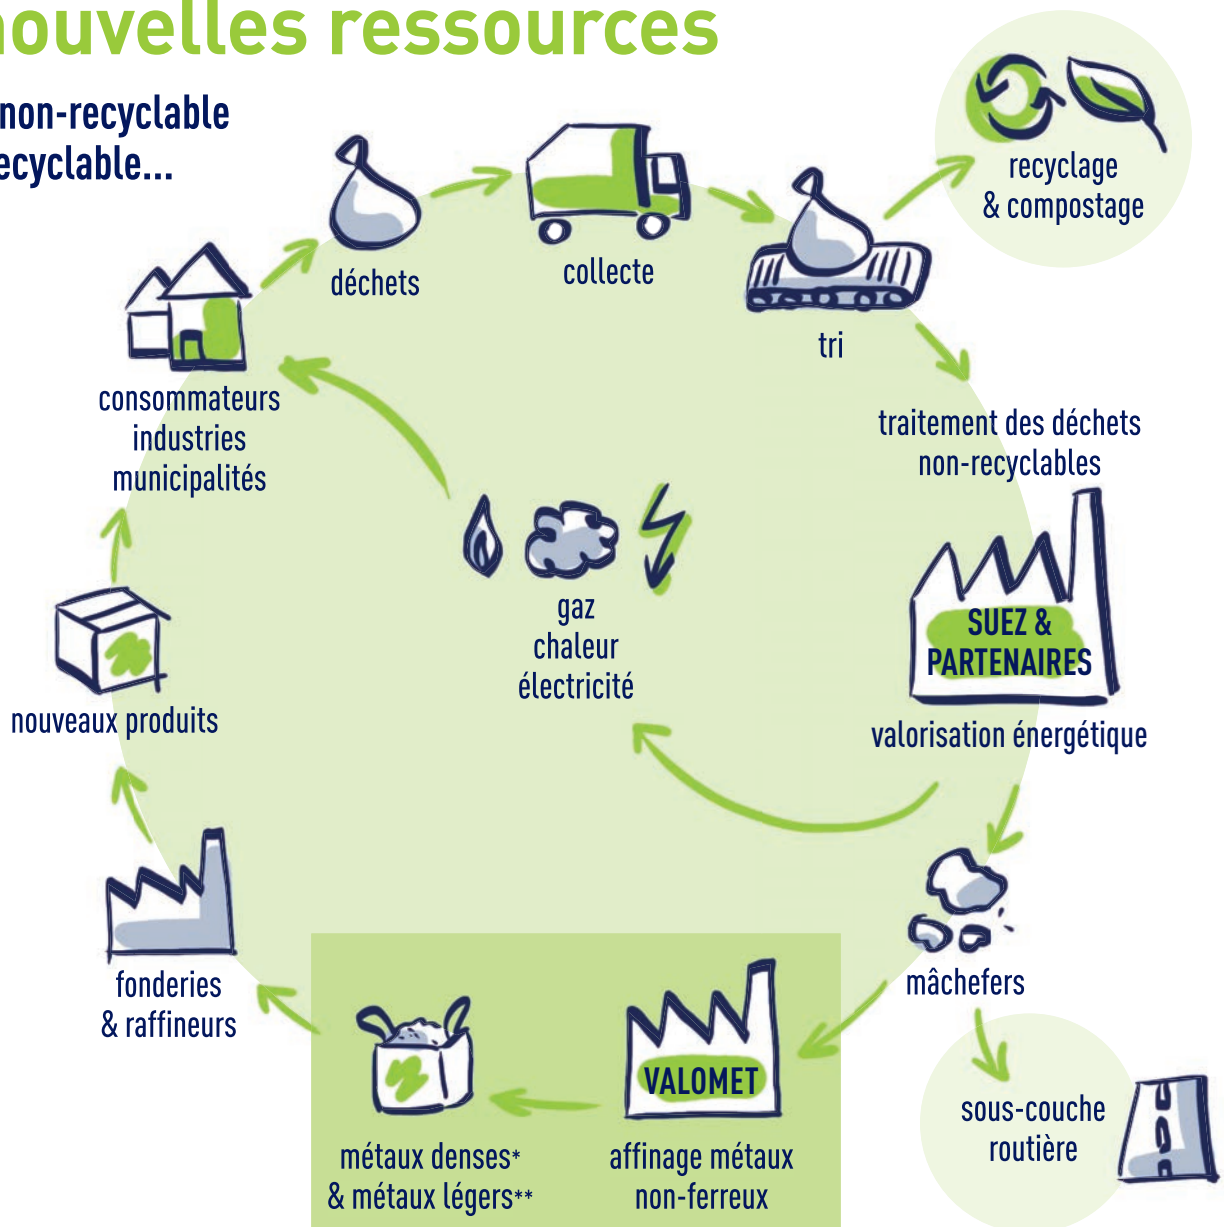 nouvelles ressources
non-recyclable
recyclable...
recyclage
& compostage
déchets
collecte
tri
consommateurs
industries
municipalités
traitement des déchets
non-recyclables
SUEZ &
PARTENAIRES
valorisation énergétique
gaz
chaleur
électricité
nouveaux produits
fonderies
& raffineurs
mâchefers
VALOMET
métaux denses*
& métaux légers**
affinage métaux
non-ferreux
sous-couche
routière